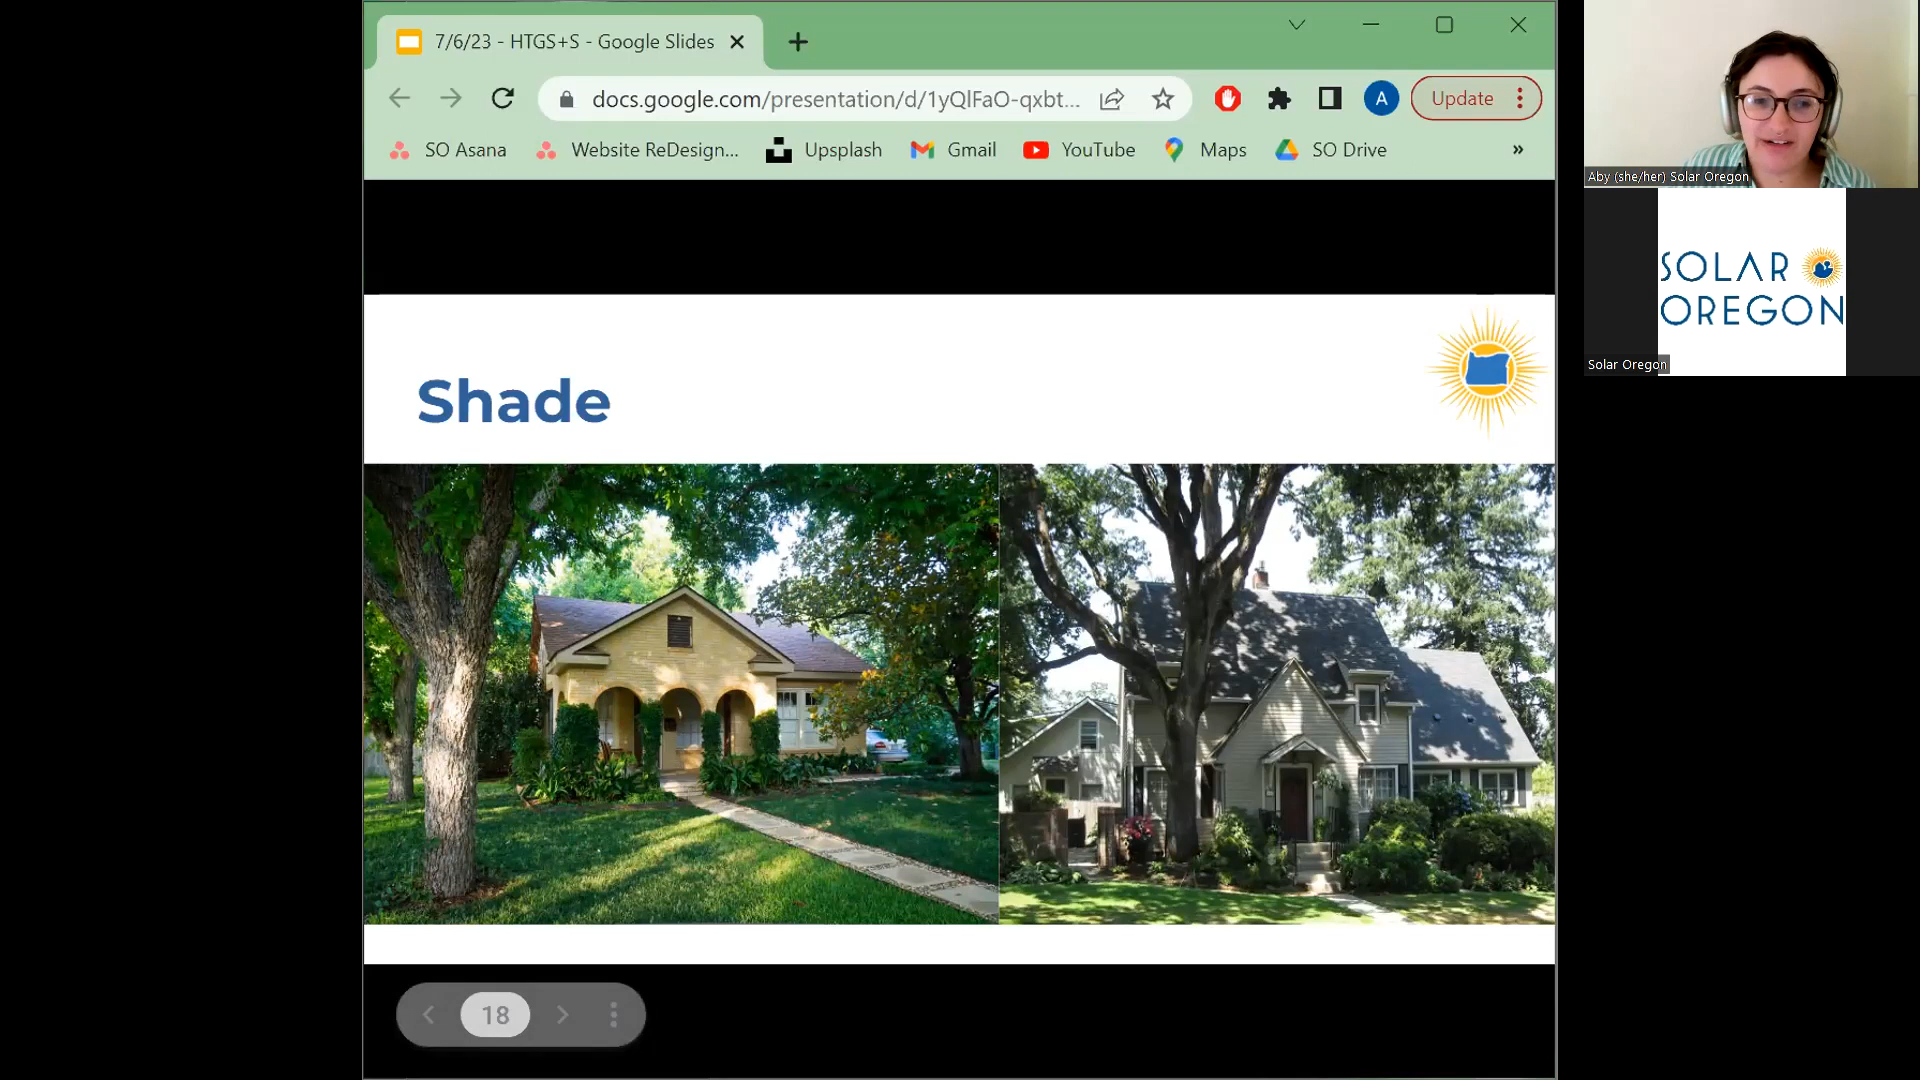 7/6/23 - HTGS+S - Google Slides
docs.google.com/presentation/d/1yQlFaO-qxbt...
A
Update
SO Asana
Website ReDesign...
Upsplash
Gmail
YouTube
Maps
SO Drive
»
Shade
18
Aby (she/her) Solar Oregon
SOLAR
OREGON
Solar Oregon